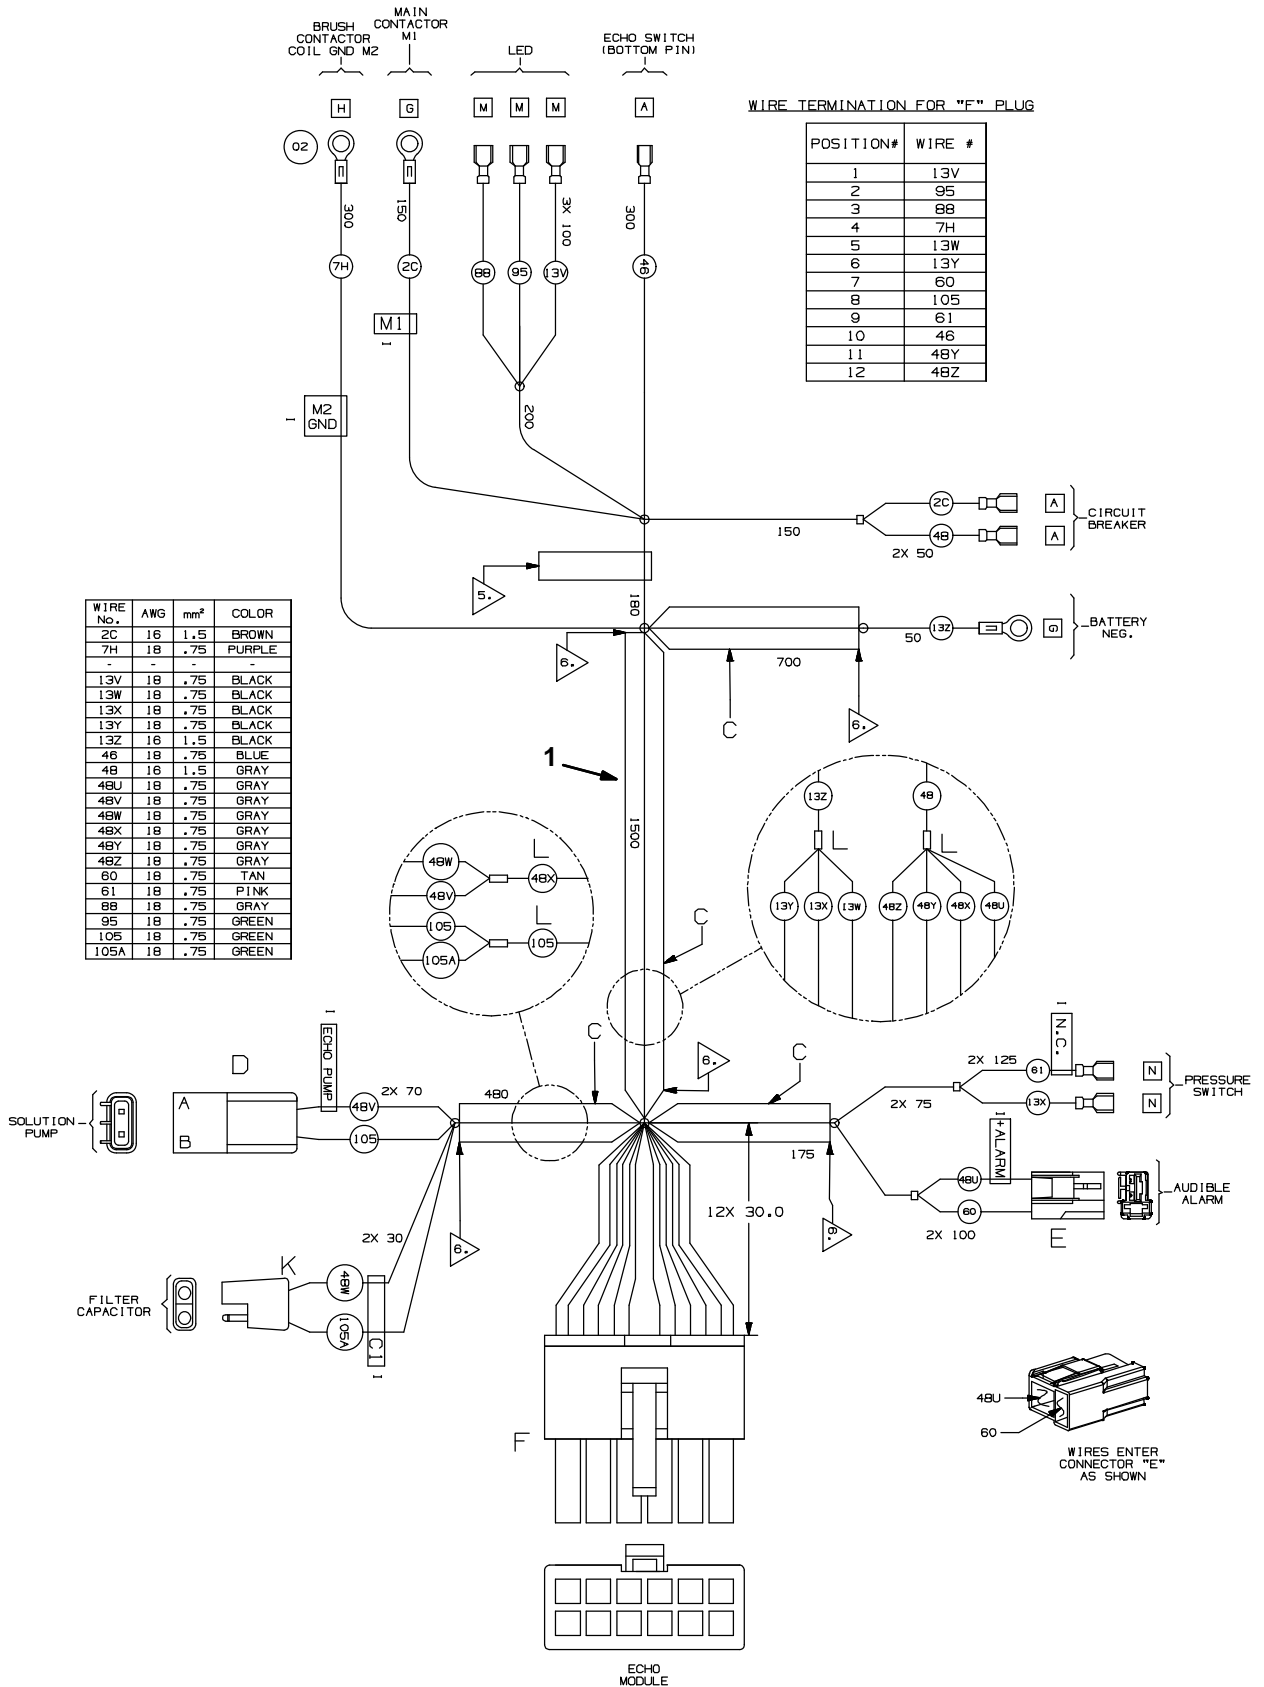 BRUSH
CONTACTOR
COIL GND M2
MAIN
CONTACTOR
M1
LED
ECHO SWITCH
(BOTTOM PIN)
H
G
M
M
M
A
02
300
150
3X 100
300
7H
2C
88
95
13V
46
M1
I
M2
GND
I
200
WIRE TERMINATION FOR "F" PLUG
POSITION# WIRE #
1 13V
2 95
3 88
4 7H
5 13W
6 13Y
7 60
8 105
9 61
10 46
11 48Y
12 48Z
150
2C
48
2X 50
A
A
CIRCUIT
BREAKER
5.
180
6.
700
C
6.
50
13Z
G
BATTERY
NEG.
WIRE No. AWG mm² COLOR
2C 16 1.5 BROWN
7H 18 .75 PURPLE
- - - -
13V 18 .75 BLACK
13W 18 .75 BLACK
13X 18 .75 BLACK
13Y 18 .75 BLACK
13Z 16 1.5 BLACK
46 18 .75 BLUE
48 16 1.5 GRAY
48U 18 .75 GRAY
48V 18 .75 GRAY
48W 18 .75 GRAY
48X 18 .75 GRAY
48Y 18 .75 GRAY
48Z 18 .75 GRAY
60 18 .75 TAN
61 18 .75 PINK
88 18 .75 GRAY
95 18 .75 GREEN
105 18 .75 GREEN
105A 18 .75 GREEN
1
1500
48W
48V
L
48X
105
105A
L
105
C
13Z
48
L
L
13Y
13X
13W
48Z
48Y
48X
48U
SOLUTION
PUMP
D
A
B
I
ECHO PUMP
2X 70
48V
105
480
C
6.
C
175
6.
6.
2X 75
2X 125
61
13X
I
N.C.
N
N
PRESSURE
SWITCH
I
+ALARM
48U
60
2X 100
E
AUDIBLE
ALARM
2X 30
FILTER
CAPACITOR
K
48W
105A
C1
I
12X 30.0
F
48U
60
WIRES ENTER
CONNECTOR "E"
AS SHOWN
ECHO
MODULE